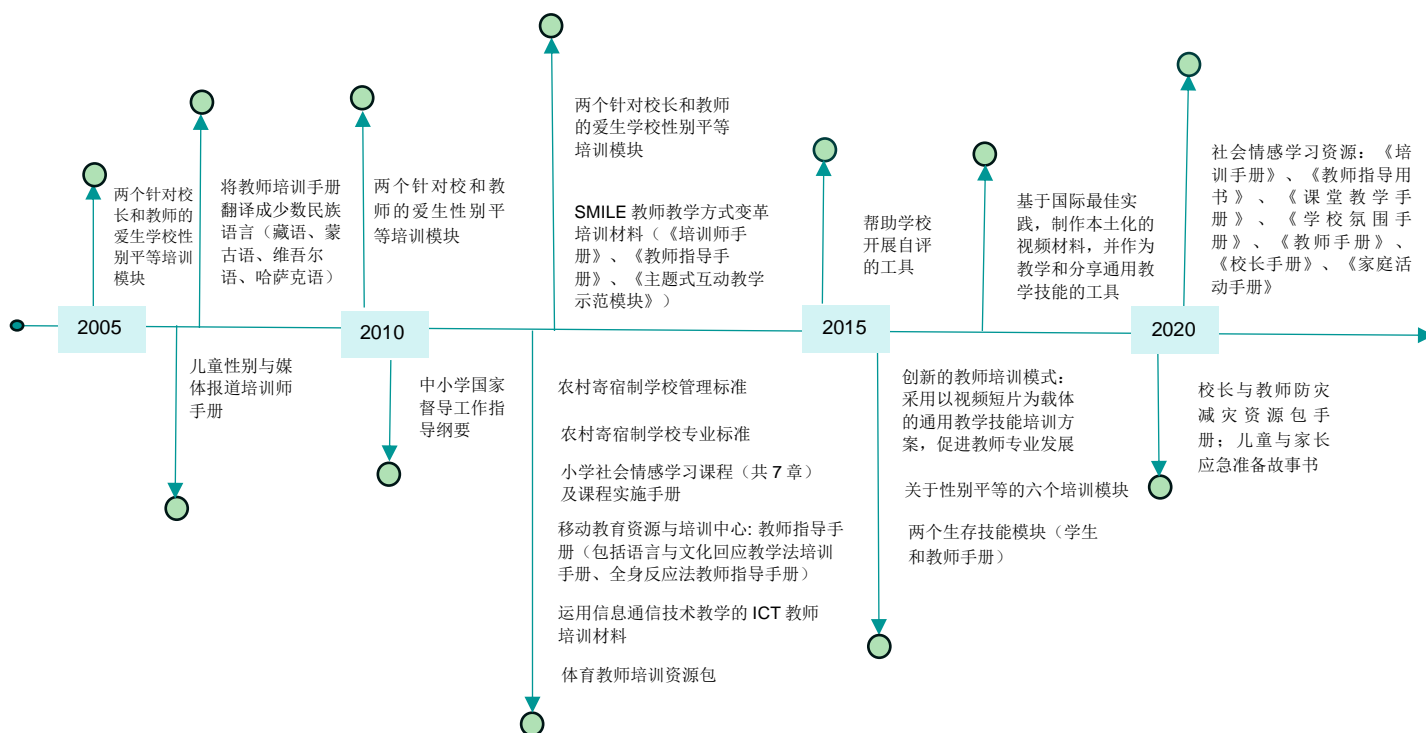 两个针对校
长和教师的
爱生学校性
别平等培训
模块
将教师培训手册
翻译成少数民族
语言（藏语、蒙
古语、维吾尔
语、哈萨克语）
两个针对校和教
师的爱生性别平
等培训模块
两个针对校长和教师
的爱生学校性别平等
培训模块
SMILE 教师教学方式变革
培训材料（《培训师手
册》、《教师指导手
册》、《主题式互动教学
示范模块》）
帮助学校
开展自评
的工具
基于国际最佳实
践，制作本土化的
视频材料，并作为
教学和分享通用教
学技能的工具
社会情感学习资源：《培
训手册》、《教师指导用
书》、《课堂教学手
册》、《学校氛围手
册》、《教师手册》、
《校长手册》、《家庭活
动手册》
2005
2010
2015
2020
儿童性别与媒
体报道培训师
手册
中小学国家
督导工作指
导纲要
农村寄宿制学校管理标准
农村寄宿制学校专业标准
小学社会情感学习课程（共 7 章）
及课程实施手册
移动教育资源与培训中心: 教师指导手
册（包括语言与文化回应教学法培训
手册、全身反应法教师指导手册）
运用信息通信技术教学的 ICT 教师
培训材料
体育教师培训资源包
创新的教师培训模式：
采用以视频短片为载体
的通用教学技能培训方
案，促进教师专业发展
关于性别平等的六个培训模块
两个生存技能模块（学生
和教师手册）
校长与教师防灾
减灾资源包手
册；儿童与家长
应急准备故事书